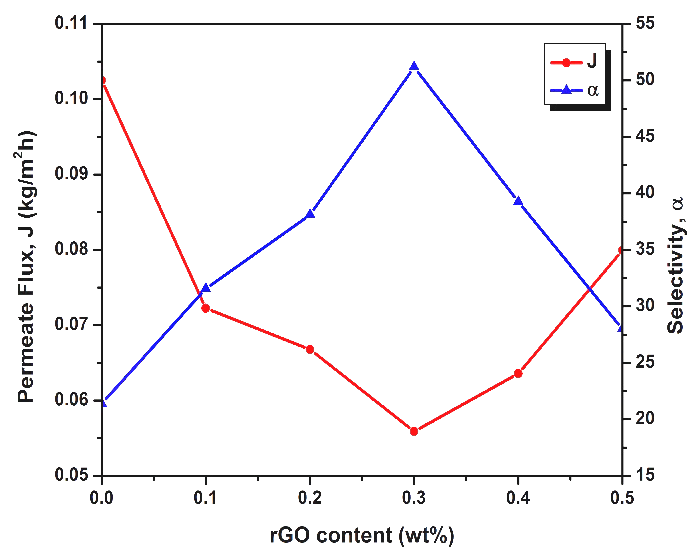 0.11
0.10
0.09
0.08
0.07
0.06
0.05
Permeate Flux, J (kg/m²h)
J
α
55
50
45
40
35
30
25
20
15
Selectivity, α
0.0 0.1 0.2 0.3 0.4 0.5
rGO content (wt%)